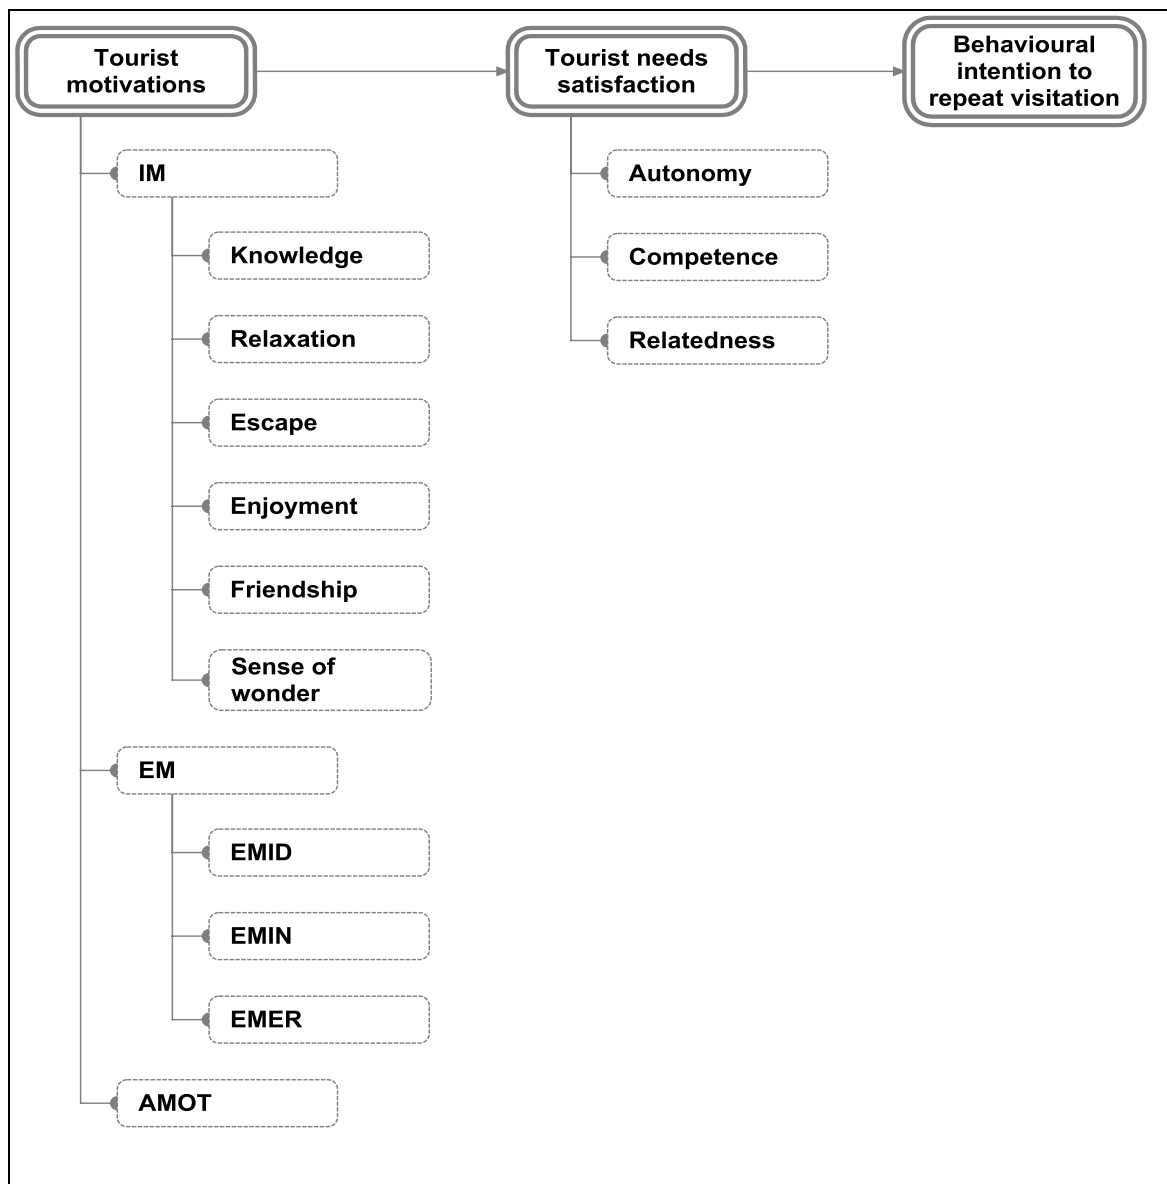 Tourist
motivations
Tourist needs
satisfaction
Behavioural
intention to
repeat visitation
IM
Knowledge
Relaxation
Escape
Enjoyment
Friendship
Sense of
wonder
EM
EMID
EMIN
EMER
AMOT
Autonomy
Competence
Relatedness